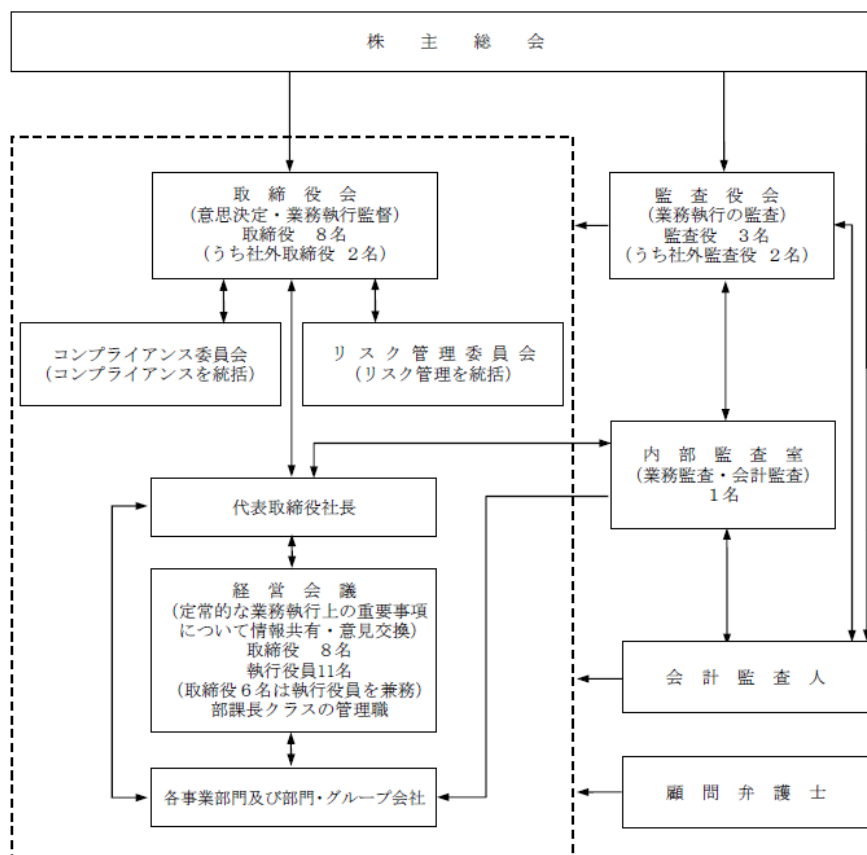 株主総会
取締役会
(意思決定・業務執行監督)
取締役 8名
(うち社外取締役 2名)
監査役会
(業務執行の監査)
監査役 3名
(うち社外監査役 2名)
コンプライアンス委員会
(コンプライアンスを統括)
リスク管理委員会
(リスク管理を統括)
内部監査室
(業務監査・会計監査)
1名
代表取締役社長
経営会議
(定常的な業務執行上の重要事項
について情報共有・意見交換)
取締役 8名
執行役員11名
(取締役6名は執行役員を兼務)
部課長クラスの管理職
会計監査人
各事業部門及び部門・グループ会社
顧問弁護士